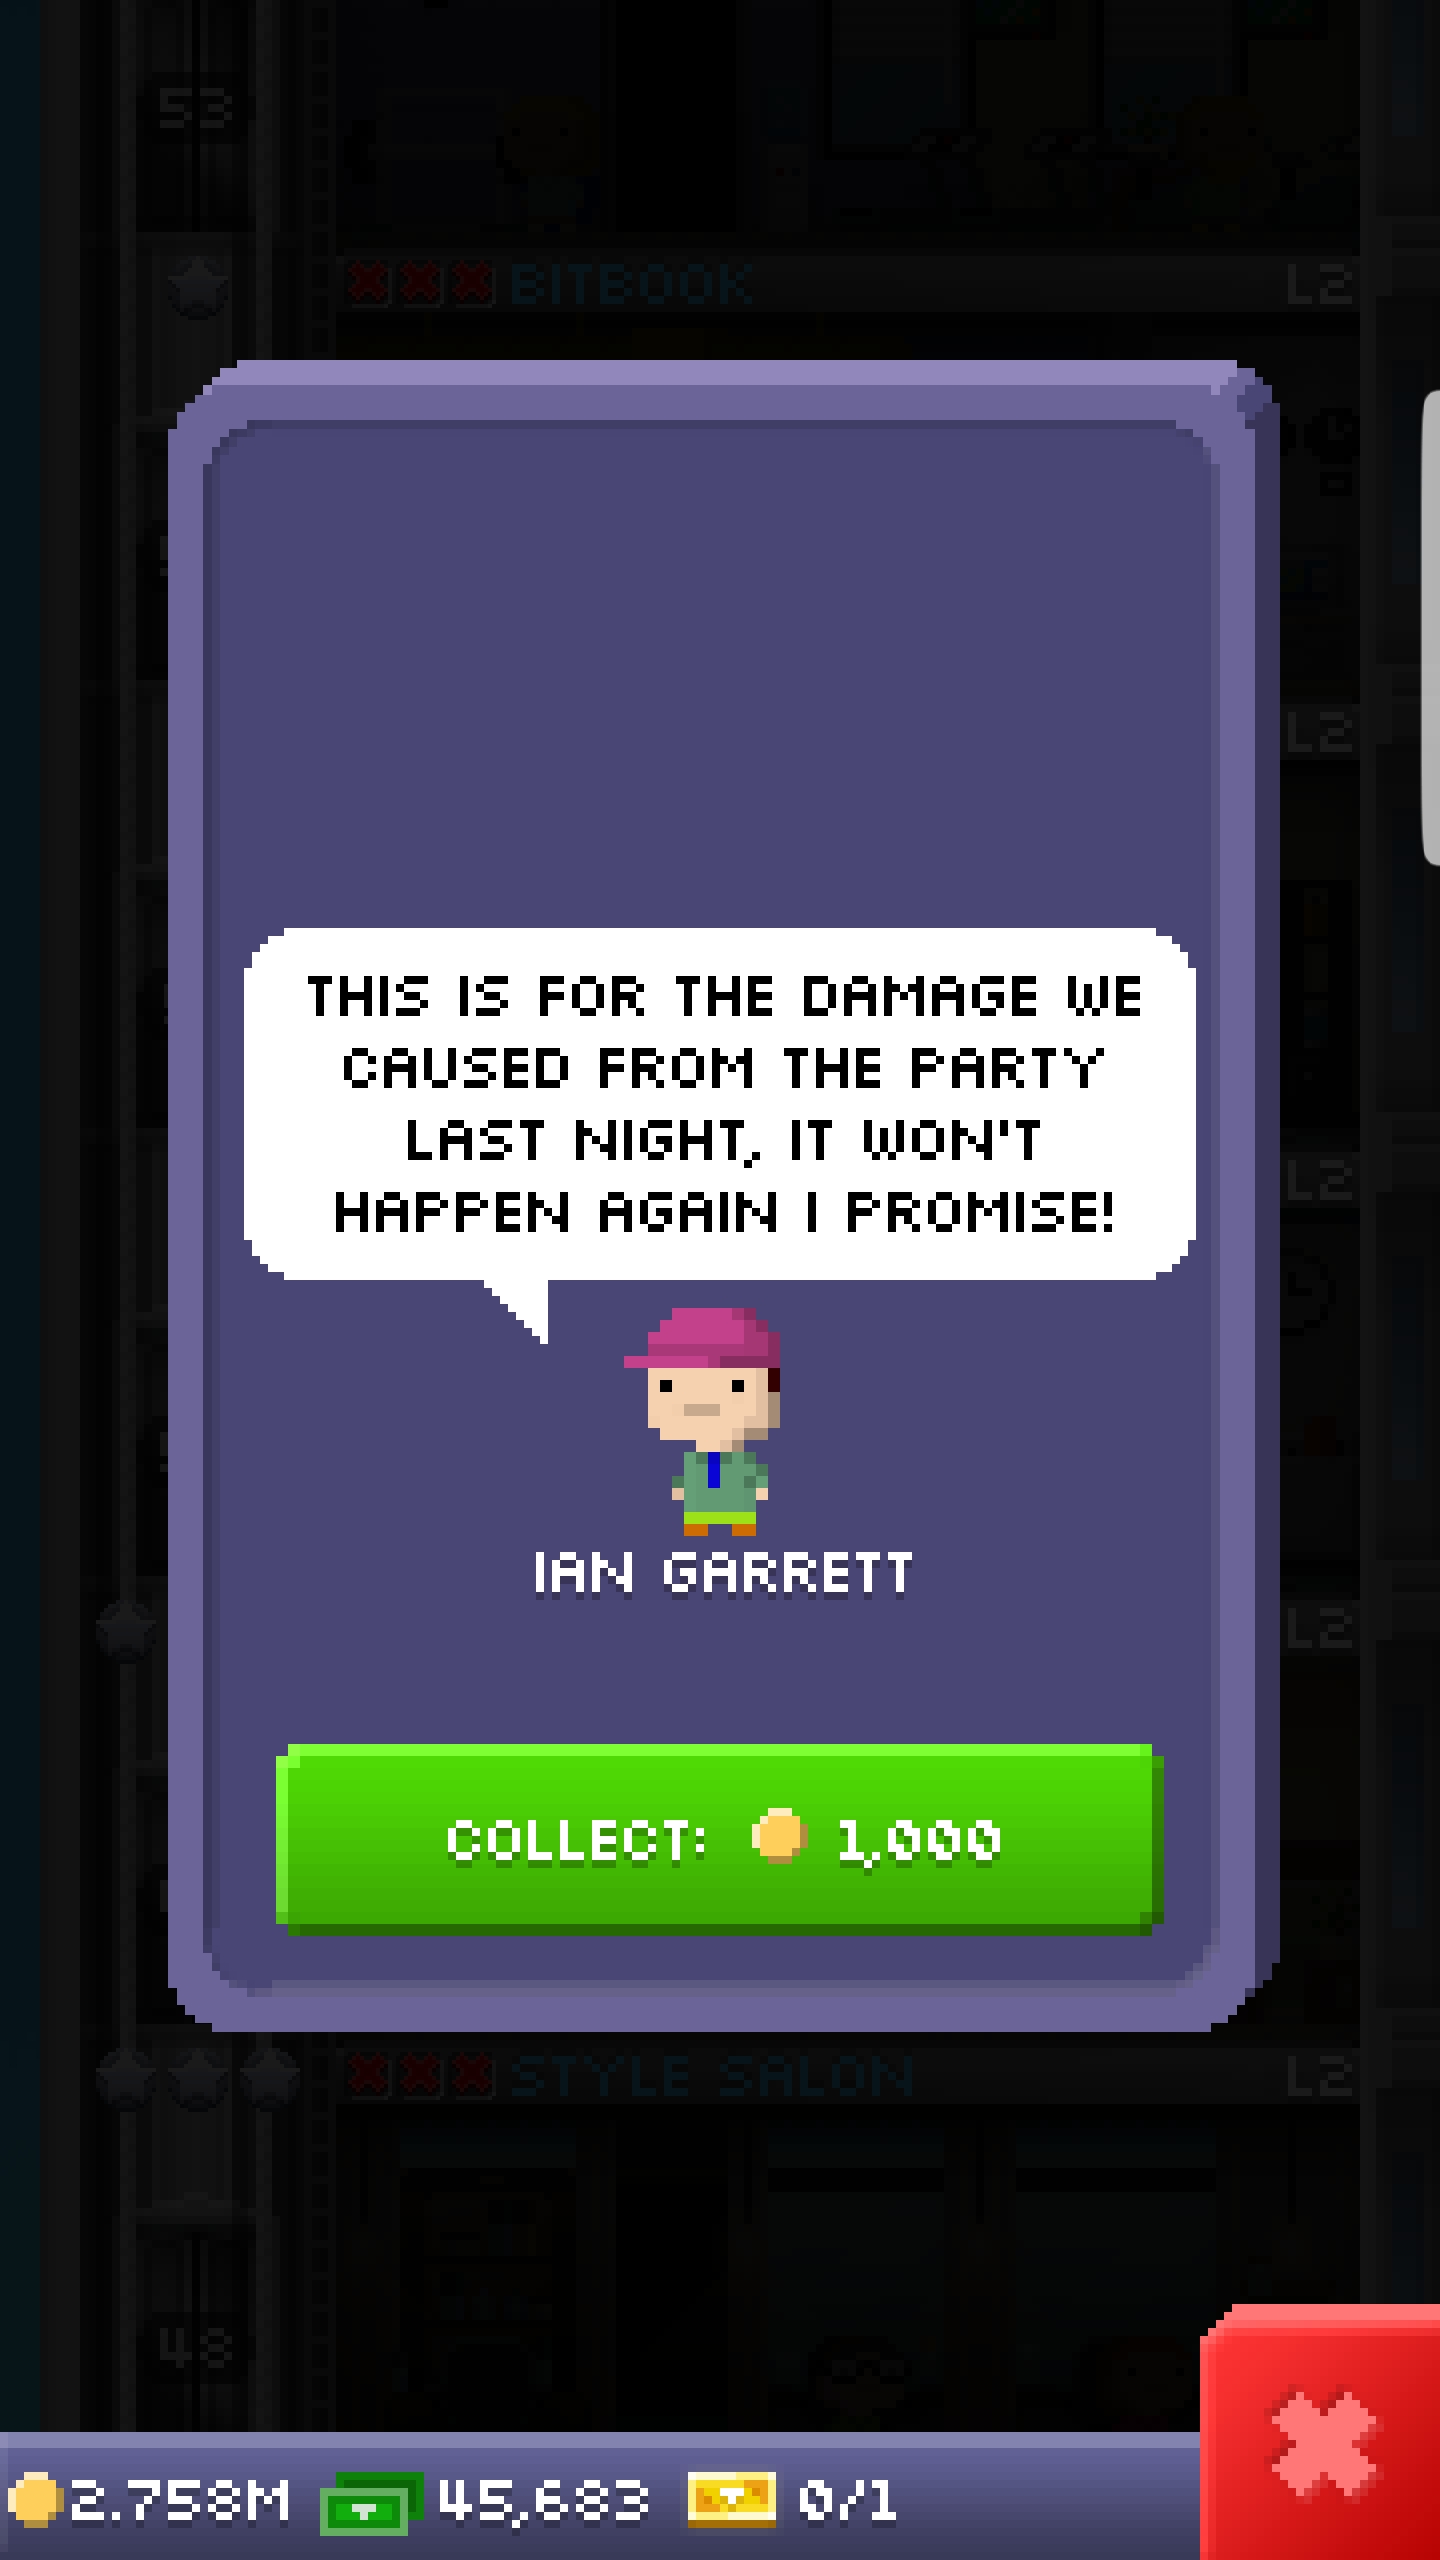 53
BITBOOK L2
L2
THIS IS FOR THE DAMAGE WE
CAUSED FROM THE PARTY
LAST NIGHT, IT WON'T
HAPPEN AGAIN I PROMISE!
L2
IAN GARRETT
L2
COLLECT: 1,000
STYLE SALON L2
48
2.758M 45,683 0/1